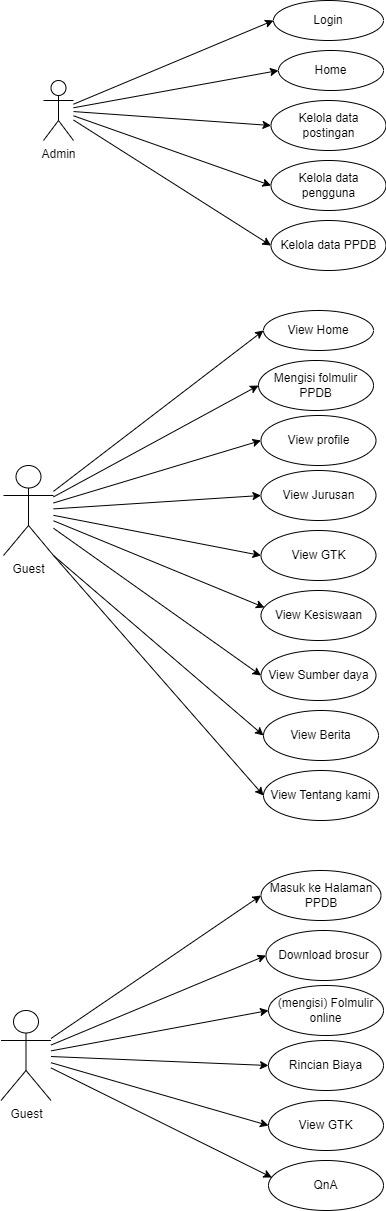 Login
Home
Kelola data
postingan
Kelola data
pengguna
Kelola data PPDB
Admin
View Home
Mengisi folmulir
PPDB
View profile
View Jurusan
View GTK
View Kesiswaan
View Sumber daya
View Berita
View Tentang kami
Guest
Masuk ke Halaman
PPDB
Download brosur
(mengisi) Folmulir
online
Rincian Biaya
View GTK
QnA
Guest